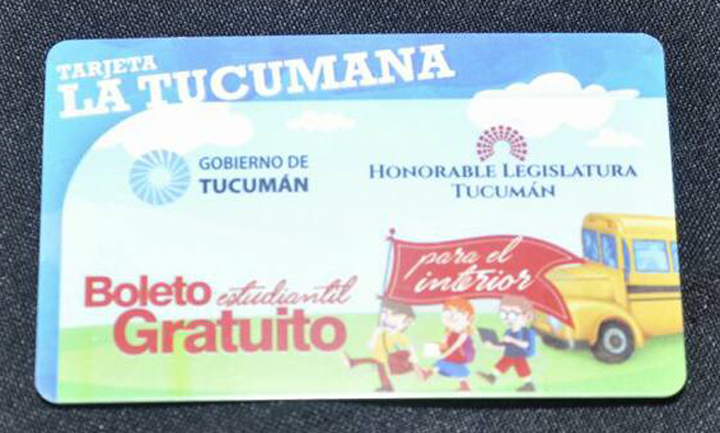 TARJETA
LA TUCUMANA
GOBIERNO DE
TUCUMÁN
HONORABLE LEGISLATURA
TUCUMÁN
Boleto estudiantil
Gratuito
para el
interior